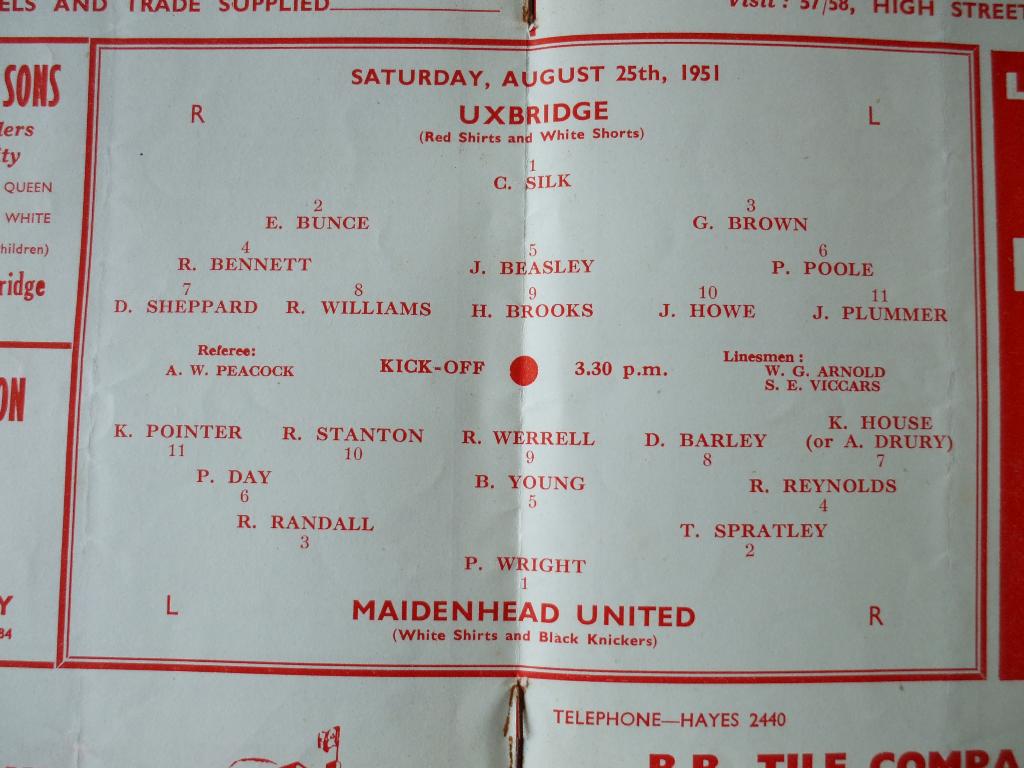 ELS AND TRADE SUPPLIED
Visit : 57/58, HIGH STREET
SONS
lers
ity
QUEEN
WHITE
hildren)
ridge
ON
Y
84
SATURDAY, AUGUST 25th, 1951
R UXBRIDGE L
(Red Shirts and White Shorts)
1
C. SILK
2 3
E. BUNCE G. BROWN
4 5 6
R. BENNETT J. BEASLEY P. POOLE
7 8 9 10 11
D. SHEPPARD R. WILLIAMS H. BROOKS J. HOWE J. PLUMMER
Referee: Linesmen :
A. W. PEACOCK KICK-OFF 3.30 p.m. W. G. ARNOLD
S. E. VICCARS
K. HOUSE
K. POINTER R. STANTON R. WERRELL D. BARLEY (or A. DRURY)
11 10 9 8 7
P. DAY B. YOUNG R. REYNOLDS
6 5 4
R. RANDALL T. SPRATLEY
3 2
P. WRIGHT
1
L MAIDENHEAD UNITED R
(White Shirts and Black Knickers)
TELEPHONE—HAYES 2440
TILE COMPA